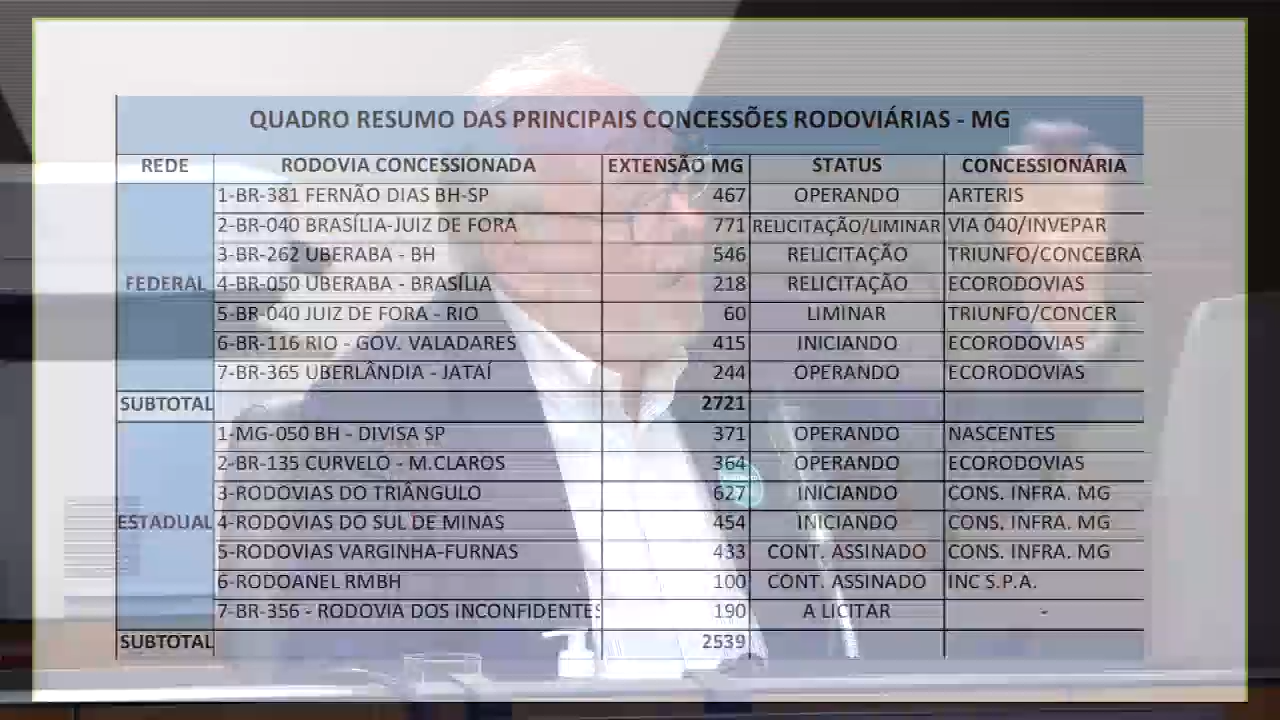 QUADRO RESUMO DAS PRINCIPAIS CONCESSÕES RODOVIÁRIAS - MG
REDE RODOVIA CONCESSIONADA EXTENSÃO MG STATUS CONCESSIONÁRIA
1-BR-381 FERNÃO DIAS BH-SP 467 OPERANDO ARTERIS
2-BR-040 BRASÍLIA-JUIZ DE FORA 771 RELICITAÇÃO/LIMINAR VIA 040/INVEPAR
3-BR-262 UBERABA - BH 546 RELICITAÇÃO TRIUNFO/CONCEBRA
FEDERAL 4-BR-050 UBERABA - BRASÍLIA 218 RELICITAÇÃO ECORODOVIAS
5-BR-040 JUIZ DE FORA - RIO 60 LIMINAR TRIUNFO/CONCER
6-BR-116 RIO - GOV. VALADARES 415 INICIANDO ECORODOVIAS
7-BR-365 UBERLÂNDIA - JATAÍ 244 OPERANDO ECORODOVIAS
SUBTOTAL 2721
1-MG-050 BH - DIVISA SP 371 OPERANDO NASCENTES
2-BR-135 CURVELO - M.CLAROS 364 OPERANDO ECORODOVIAS
3-RODOVIAS DO TRIÂNGULO 627 INICIANDO CONS. INFRA. MG
ESTADUAL 4-RODOVIAS DO SUL DE MINAS 454 INICIANDO CONS. INFRA. MG
5-RODOVIAS VARGINHA-FURNAS 433 CONT. ASSINADO CONS. INFRA. MG
6-RODOANEL RMBH 100 CONT. ASSINADO INC S.P.A.
7-BR-356 - RODOVIA DOS INCONFIDENTES 190 A LICITAR -
SUBTOTAL 2539